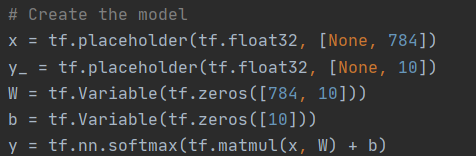 # Create the model
x = tf.placeholder(tf.float32, [None, 784])
y_ = tf.placeholder(tf.float32, [None, 10])
W = tf.Variable(tf.zeros([784, 10]))
b = tf.Variable(tf.zeros([10]))
y = tf.nn.softmax(tf.matmul(x, W) + b)